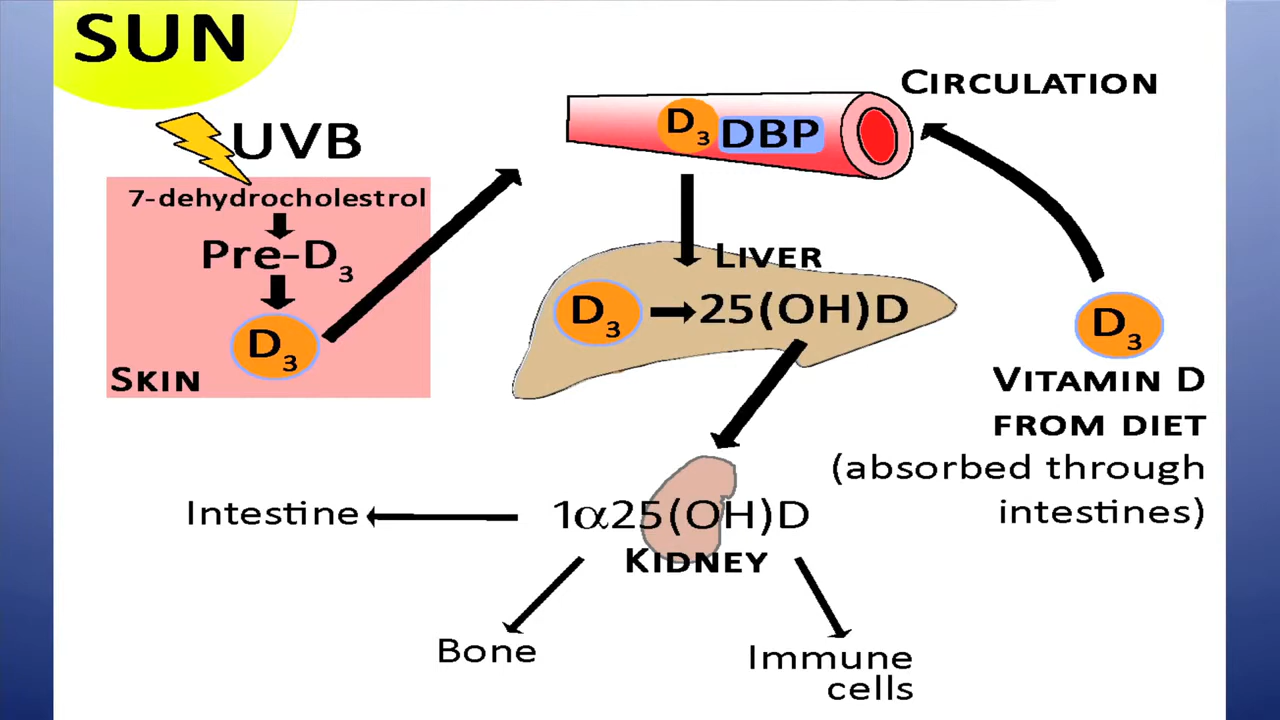 SUN
UVB
7-dehydrocholestrol
Pre-D₃
D₃
SKIN
CIRCULATION
D₃ DBP
LIVER
D₃ 25(OH)D
D₃
VITAMIN D
FROM DIET
(absorbed through
intestines)
Intestine
1α25(OH)D
KIDNEY
Bone
Immune
cells